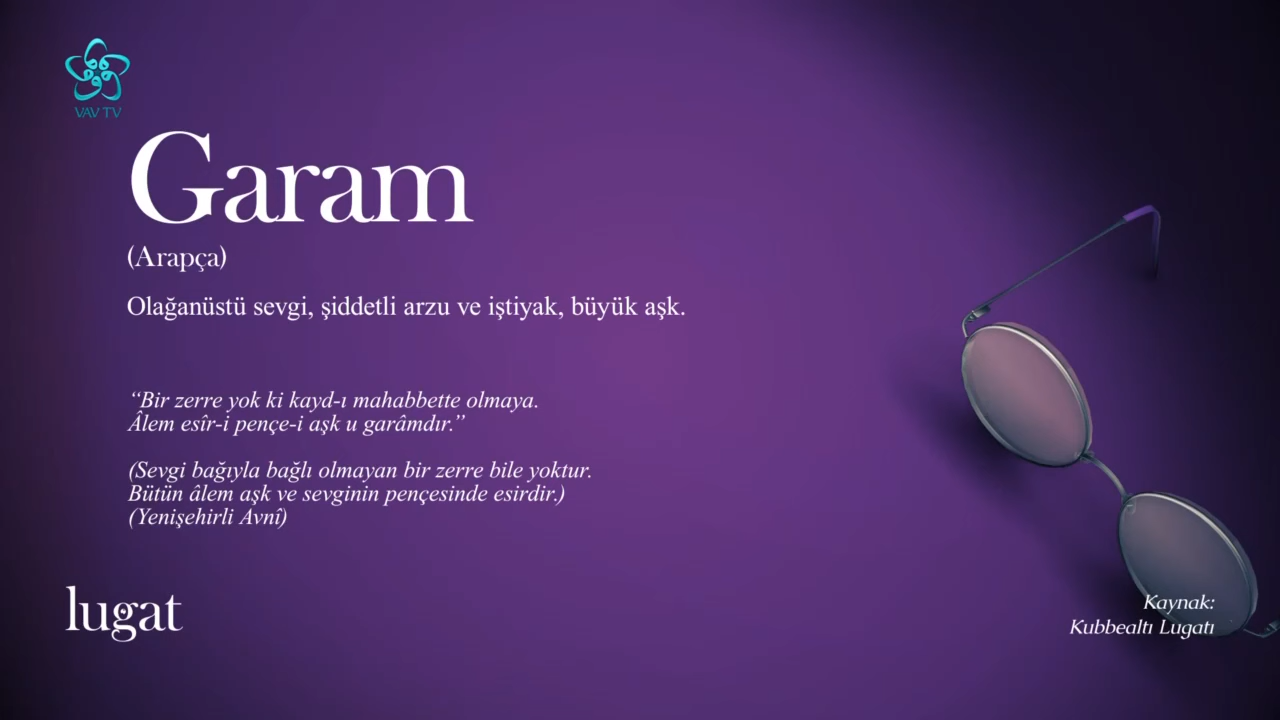 VAV TV
Garam
(Arapça)
Olağanüstü sevgi, şiddetli arzu ve iştiyak, büyük aşk.
“Bir zerre yok ki kayd-ı mahabbette olmaya.
Âlem esîr-i pençe-i aşk u garâmdır.”
(Sevgi bağıyla bağlı olmayan bir zerre bile yoktur.
Bütün âlem aşk ve sevginin pençesinde esirdir.)
(Yenişehirli Avnî)
lugat
Kaynak:
Kubbealtı Lugatı